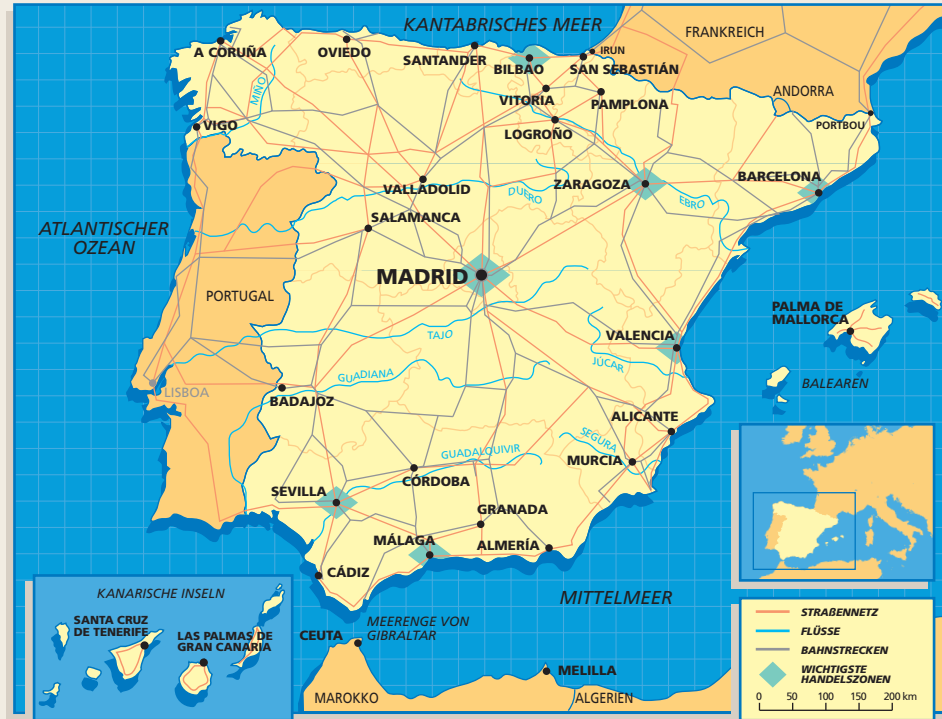 KANTABRISCHES MEER
FRANKREICH
A CORUÑA
OVIEDO
SANTANDER
BILBAO
IRUN
SAN SEBASTIÁN
MIÑO
VITORIA
PAMPLONA
ANDORRA
VIGO
LOGROÑO
PORTBOU
VALLADOLID
DUERO
ZARAGOZA
EBRO
BARCELONA
SALAMANCA
ATLANTISCHER
OZEAN
MADRID
PORTUGAL
PALMA DE
MALLORCA
TAJO
VALENCIA
JÚCAR
GUADIANA
LISBOA
BADAJOZ
BALEAREN
ALICANTE
SEGURA
GUADALQUIVIR
MURCIA
CÓRDOBA
SEVILLA
GRANADA
MÁLAGA
ALMERÍA
CÁDIZ
KANARISCHE INSELN
SANTA CRUZ
DE TENERIFE
LAS PALMAS DE
GRAN CANARIA
MITTELMEER
MEERENGE VON
GIBRALTAR
CEUTA
MELILLA
MAROKKO
ALGERIEN
STRAßENNETZ
FLÜSSE
BAHNSTRECKEN
WICHTIGSTE
HANDELSZONEN
0 50 100 150 200 km